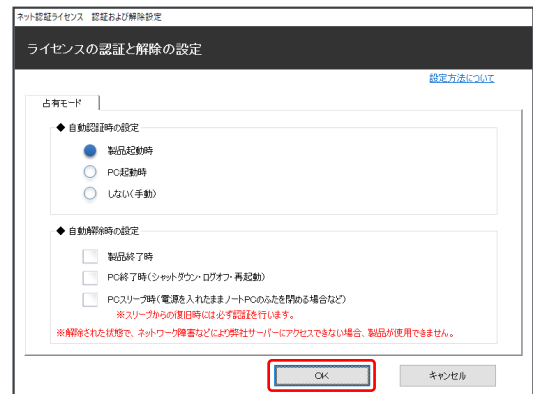 ネット認証ライセンス　認証および解除設定
ライセンスの認証と解除の設定
設定方法について
占有モード
◆ 自動認証時の設定
製品起動時
PC起動時
しない(手動)
◆ 自動解除時の設定
製品終了時
PC終了時(シャットダウン・ログオフ・再起動)
PCスリープ時(電源を入れたままノートPCのふたを閉める場合など)
※スリープからの復旧時には必ず認証を行います。
※解除された状態で、ネットワーク障害などにより弊社サーバーにアクセスできない場合、製品が使用できません。
OK キャンセル